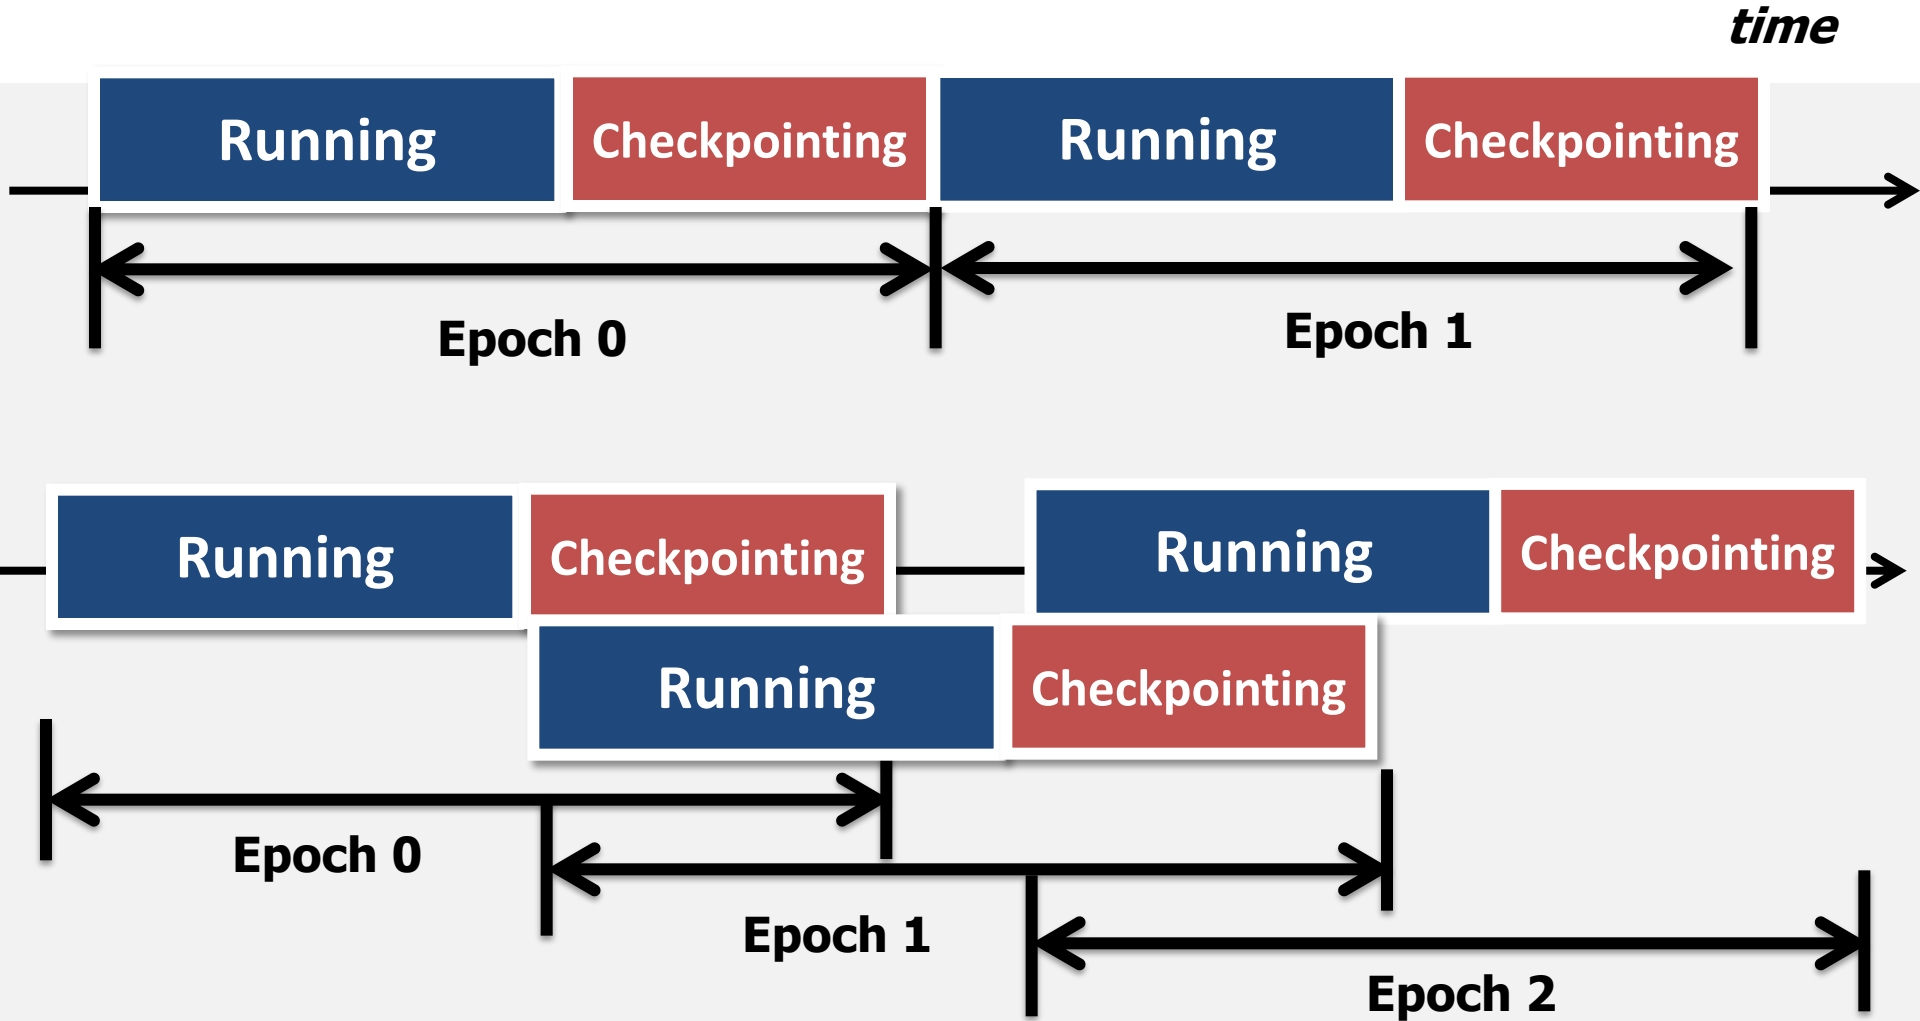 time
Running Checkpointing Running Checkpointing
Epoch 0 Epoch 1
Running Checkpointing Running Checkpointing
Running Checkpointing
Epoch 0
Epoch 1
Epoch 2